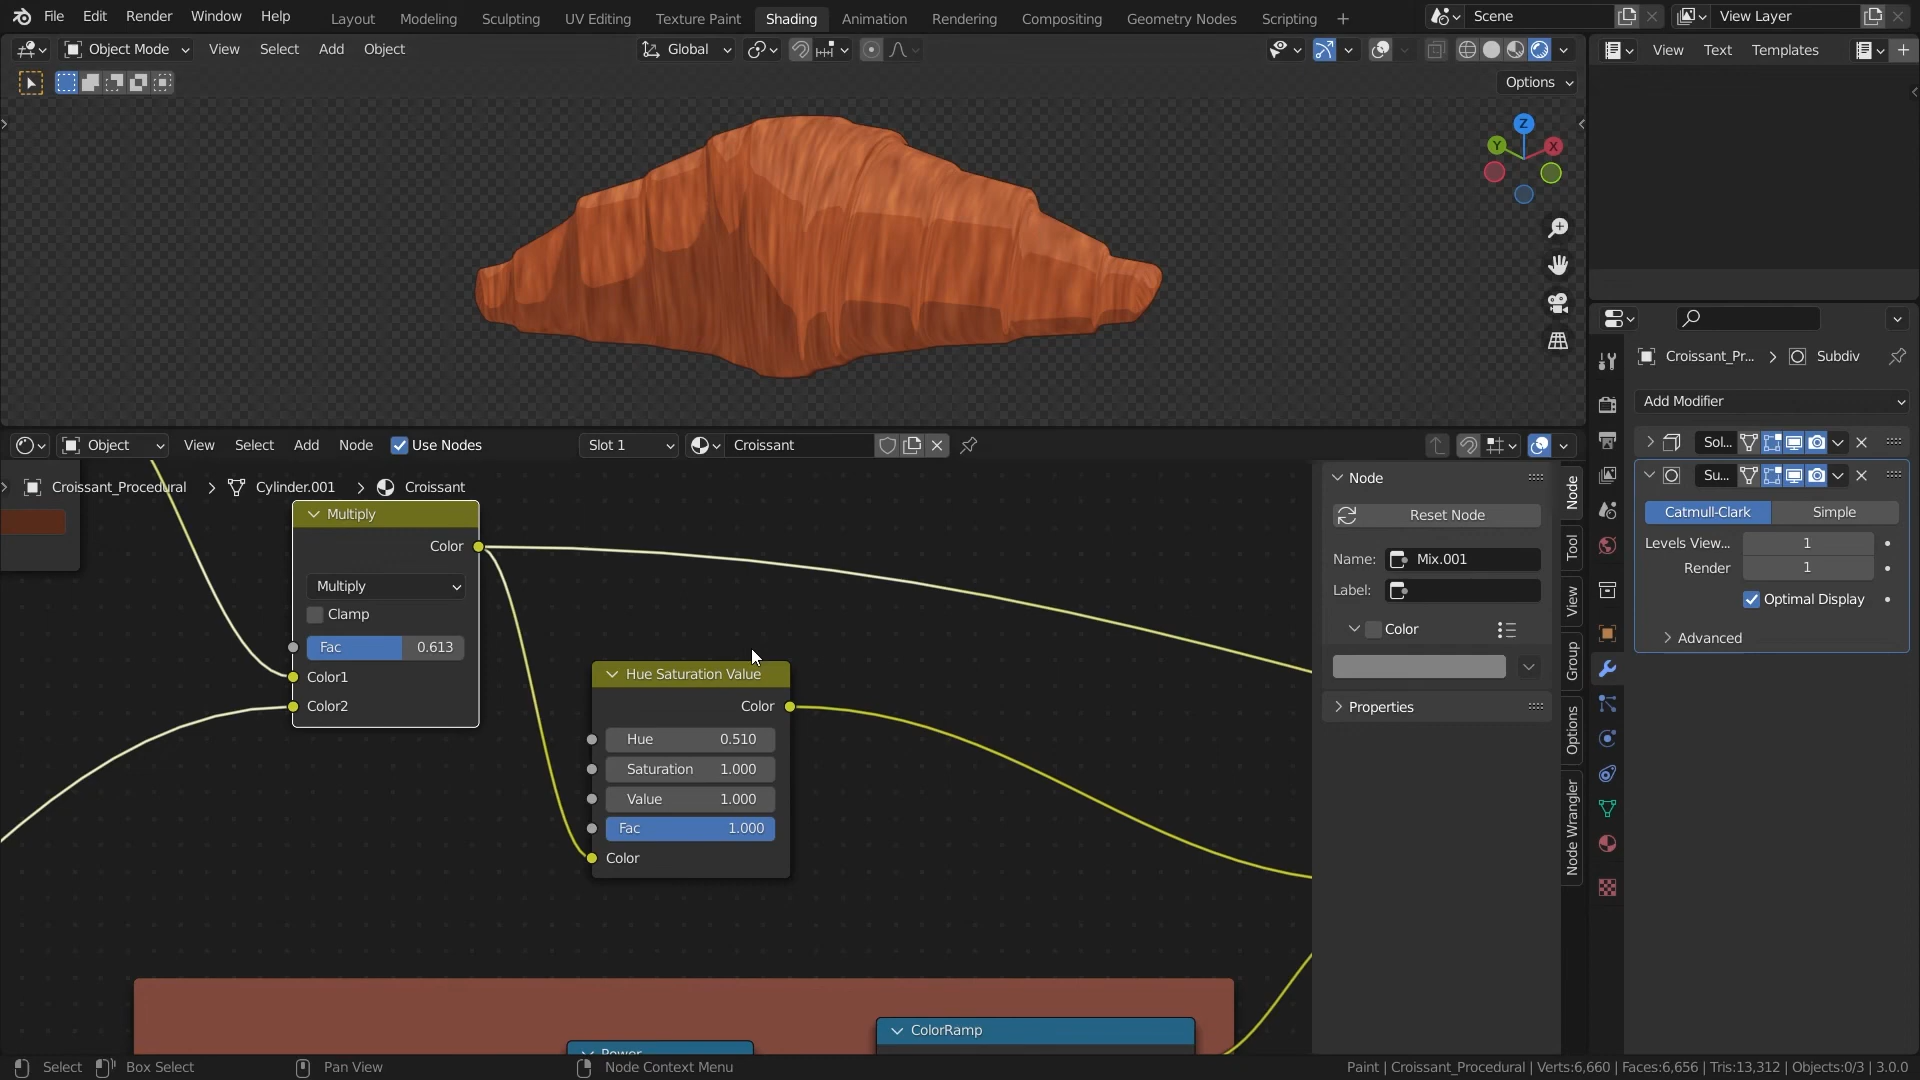 File Edit Render Window Help Layout Modeling Sculpting UV Editing Texture Paint Shading Animation Rendering Compositing Geometry Nodes Scripting + Scene View Layer
Object Mode View Select Add Object Global View Text Templates
Options
Z
Y X
Croissant_Pr... > Subdiv
Add Modifier
Object View Select Add Node Use Nodes Slot 1 Croissant
Sol...
Su...
Croissant_Procedural > Cylinder.001 > Croissant
Catmull-Clark Simple
Levels View... 1
Render 1
Optimal Display
Advanced
Multiply
Color
Multiply
Clamp
Fac 0.613
Color1
Color2
Hue Saturation Value
Color
Hue 0.510
Saturation 1.000
Value 1.000
Fac 1.000
Color
Node
Reset Node
Name: Mix.001
Label:
Color
Properties
Node
Tool
View
Group
Options
Node Wrangler
Power
ColorRamp
Select Box Select Pan View Node Context Menu Paint | Croissant_Procedural | Verts:6,660 | Faces:6,656 | Tris:13,312 | Objects:0/3 | 3.0.0